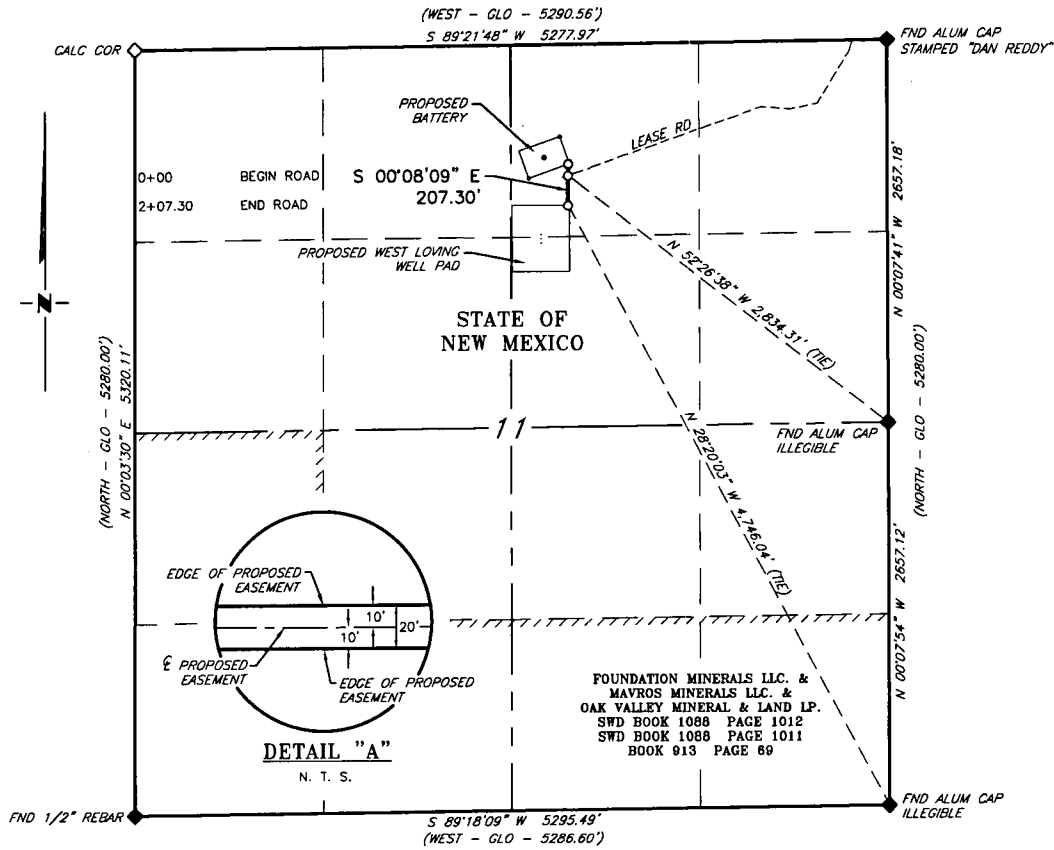 (WEST - GLO - 5290.56')
S 89°21'48" W 5277.97'
CALC COR
FND ALUM CAP
STAMPED "DAN REDDY"
PROPOSED
BATTERY
LEASE RD
0+00 BEGIN ROAD
2+07.30 END ROAD
S 00°08'09" E
207.30'
PROPOSED WEST LOVING
WELL PAD
N 00°07'41" W 2657.18'
N
STATE OF
NEW MEXICO
N 52°26'38" W 2,834.31' (TIE)
(NORTH - GLO - 5280.00')
N 00°03'30" E 5320.11'
(NORTH - GLO - 5280.00')
11
FND ALUM CAP
ILLEGIBLE
N 28°20'03" W 4,746.04' (TIE)
EDGE OF PROPOSED
EASEMENT
10'
10'
20'
℄ PROPOSED
EASEMENT
EDGE OF PROPOSED
EASEMENT
DETAIL "A"
N. T. S.
N 00°07'54" W 2657.12'
FOUNDATION MINERALS LLC. &
MAVROS MINERALS LLC. &
OAK VALLEY MINERAL & LAND LP.
SWD BOOK 1088 PAGE 1012
SWD BOOK 1088 PAGE 1011
BOOK 913 PAGE 69
FND 1/2" REBAR
S 89°18'09" W 5295.49'
(WEST - GLO - 5286.60')
FND ALUM CAP
ILLEGIBLE